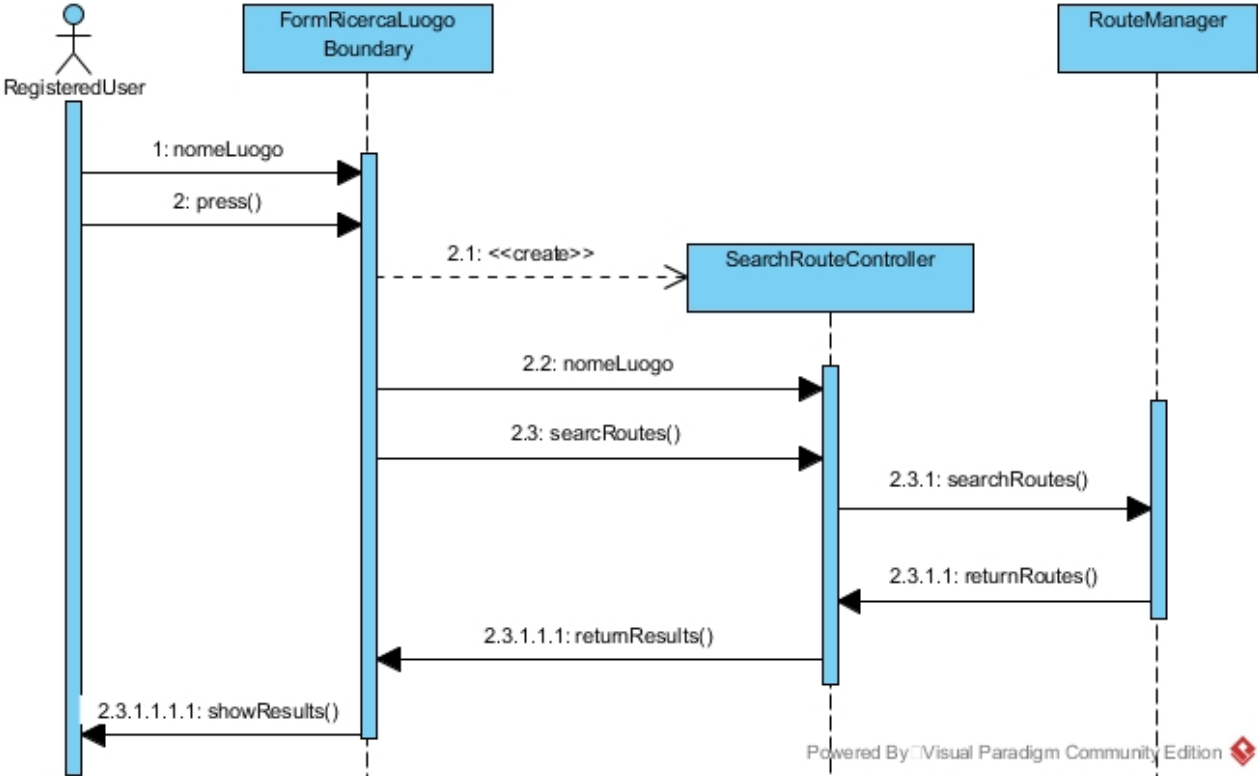 FormRicercaLuogo
Boundary
RouteManager
RegisteredUser
1: nomeLuogo
2: press()
2.1: <<create>>
SearchRouteController
2.2: nomeLuogo
2.3: searcRoutes()
2.3.1: searchRoutes()
2.3.1.1: returnRoutes()
2.3.1.1.1: returnResults()
2.3.1.1.1.1: showResults()
Powered By Visual Paradigm Community Edition